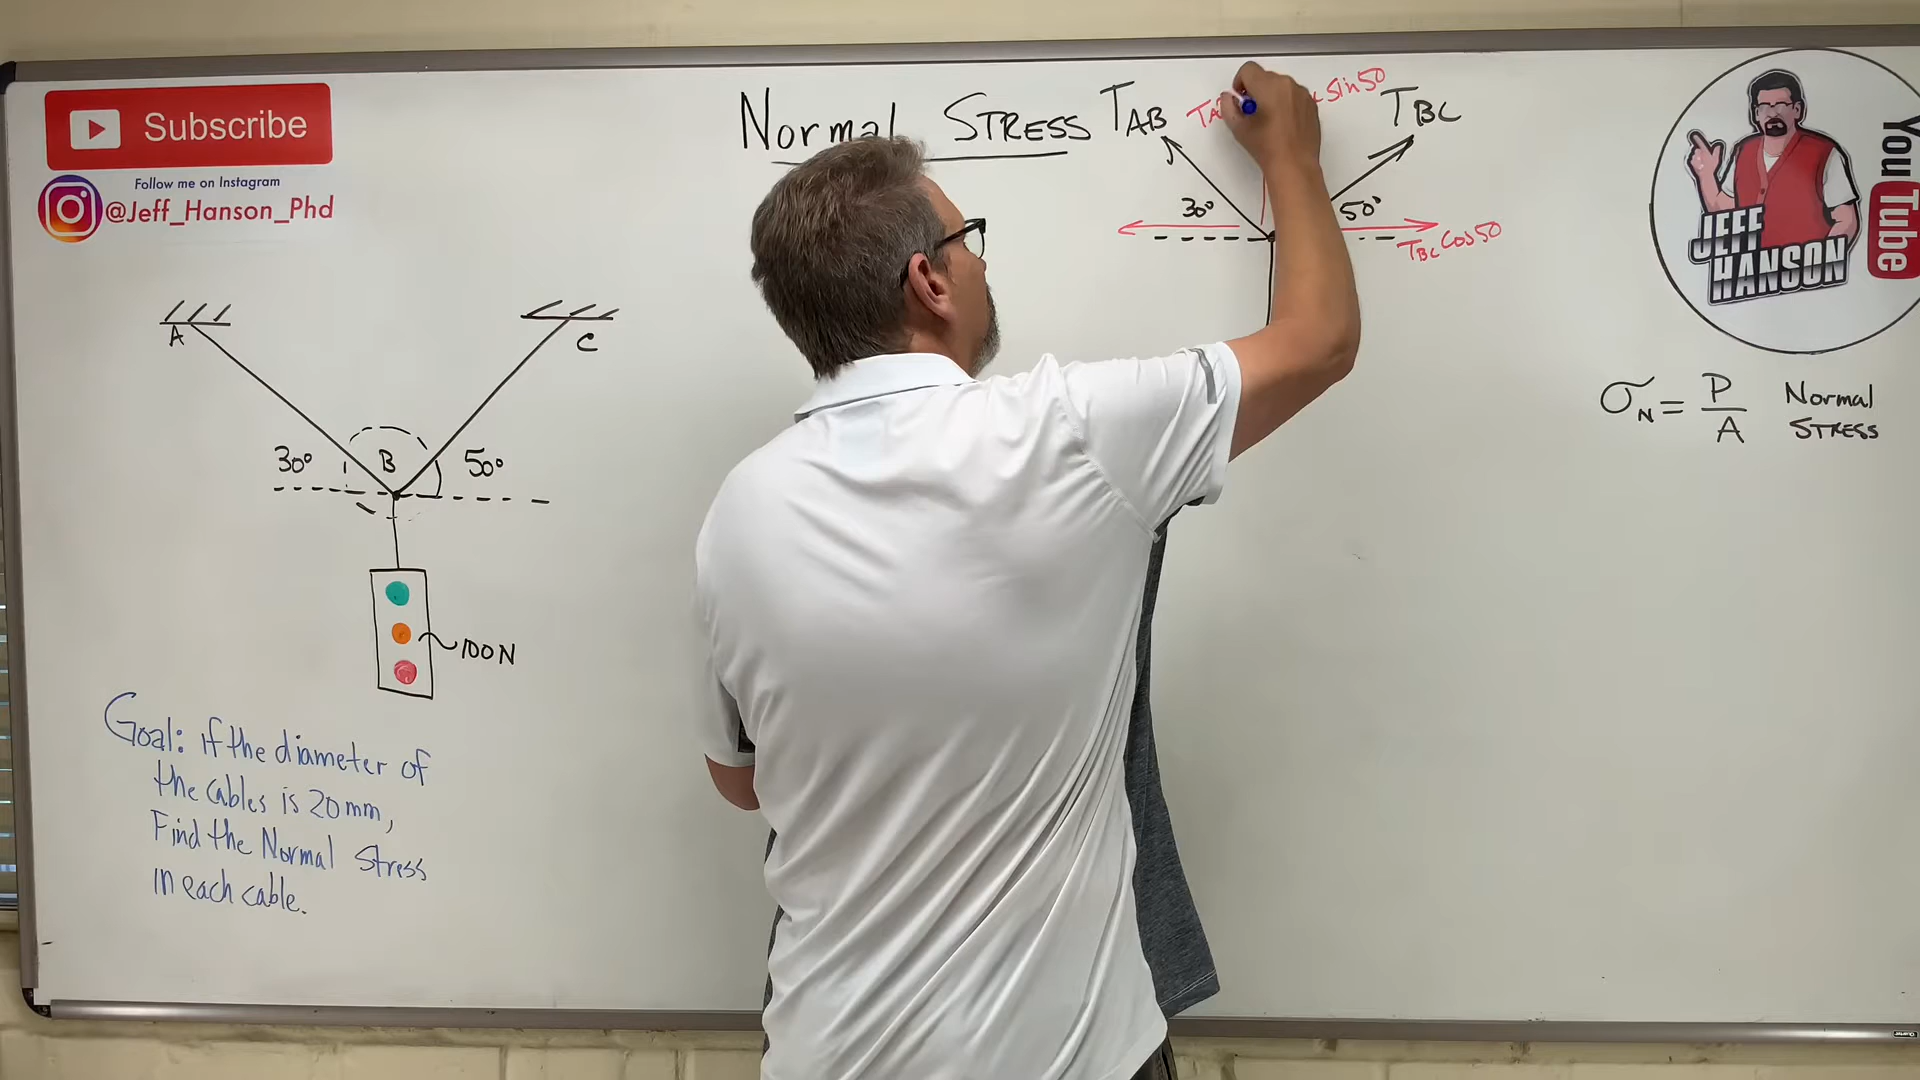 Subscribe
Follow me on Instagram
@Jeff_Hanson_Phd
Normal STRESS
TAB
sin50
TBC
30°
50°
TBC cos50
JEFF
HANSON
YouTube
A
C
σN = P/A
Normal
STRESS
30°
B
50°
100N
Goal: if the diameter of
the cables is 20mm,
Find the Normal Stress
in each cable.